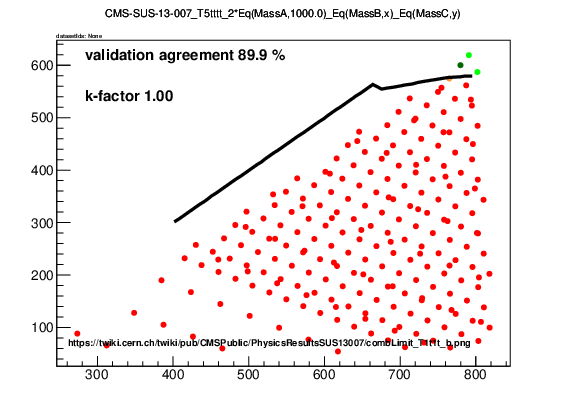 CMS-SUS-13-007_T5tttt_2*Eq(MassA,1000.0)_Eq(MassB,x)_Eq(MassC,y)
datasetIds: None
validation agreement 89.9 %
k-factor 1.00
600
500
400
300
200
100
https://twiki.cern.ch/twiki/pub/CMSPublic/PhysicsResultsSUS13007/combLimit_T1t1t_b.png
300 400 500 600 700 800